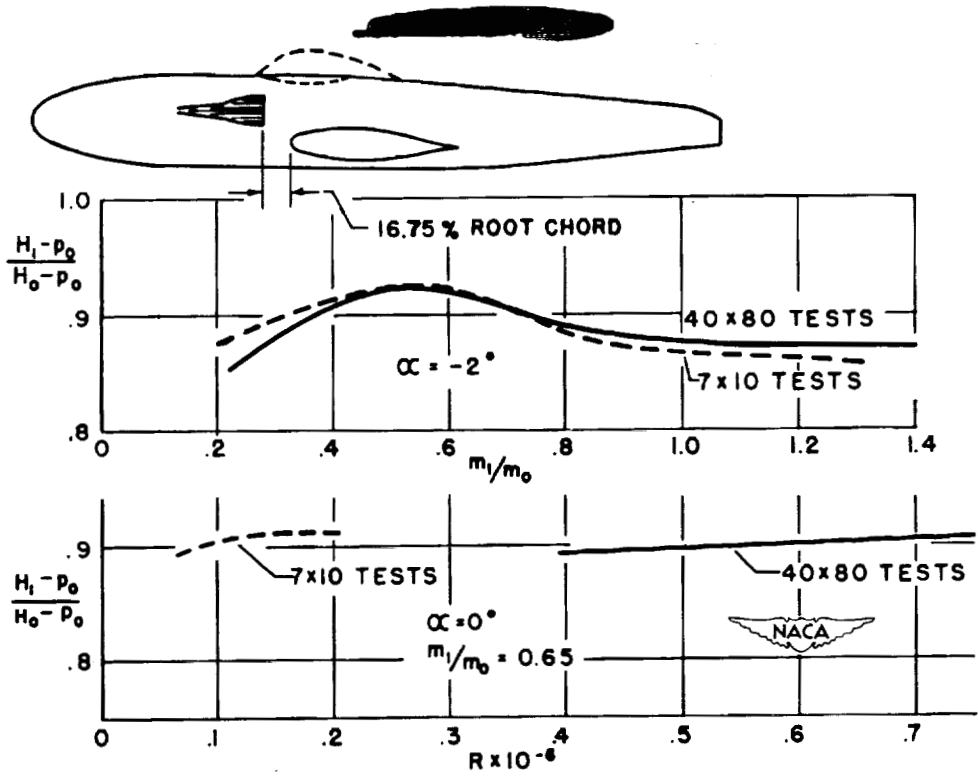 1.0
16.75 % ROOT CHORD
H₁-p₀
H₀-p₀
.9
40 x 80 TESTS
α = -2°
7 x 10 TESTS
.8
0 .2 .4 .6 .8 1.0 1.2 1.4
m₁/m₀
.9
7 x 10 TESTS
40 x 80 TESTS
H₁-p₀
H₀-p₀
α = 0°
NACA
m₁/m₀ = 0.65
.8
0 .1 .2 .3 .4 .5 .6 .7
R x 10⁻⁶